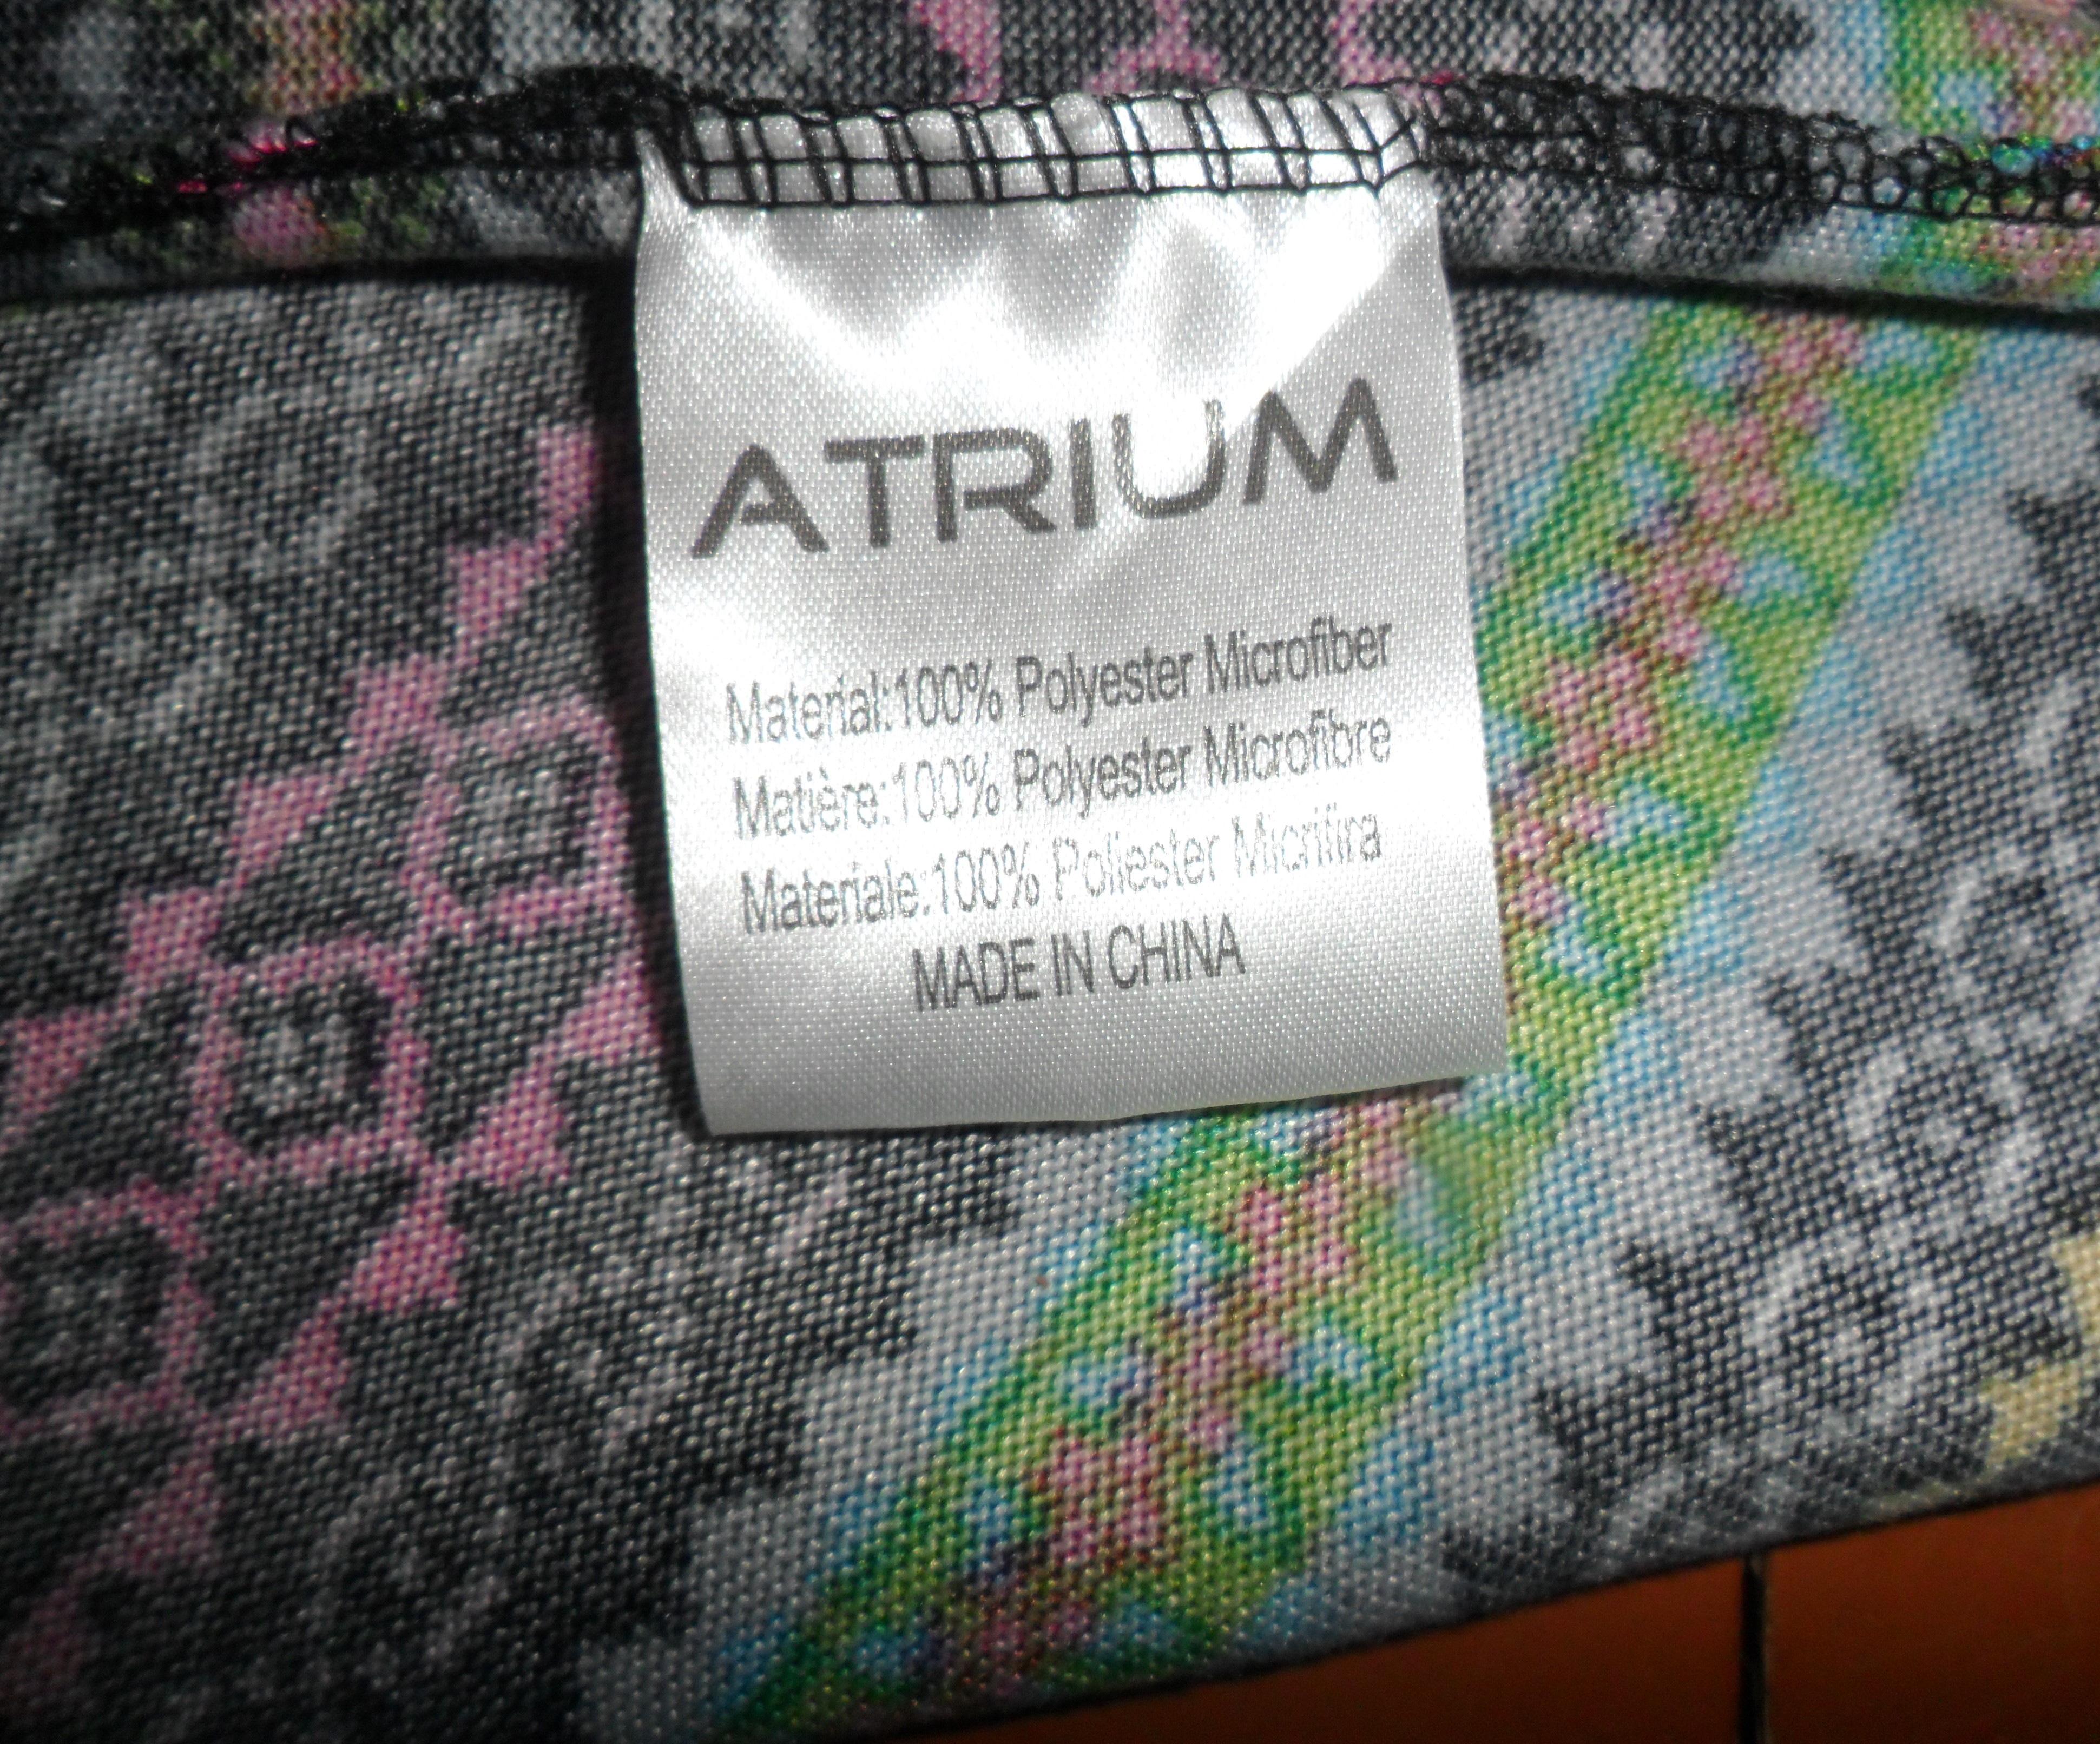 ATRIUM
Material:100% Polyester Microfiber
Matière:100% Polyester Microfibre
Materiale:100% Poliester Micrifira
MADE IN CHINA